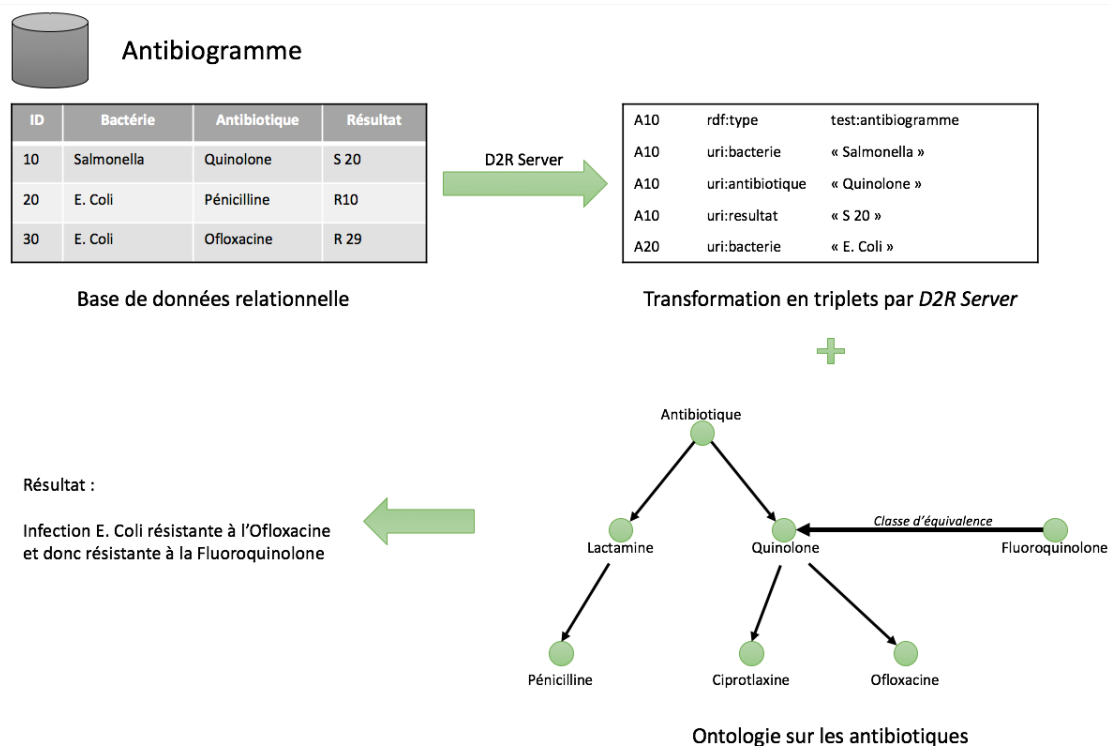 Antibiogramme
ID Bactérie Antibiotique Résultat
10 Salmonella Quinolone S 20
20 E. Coli Pénicilline R10
30 E. Coli Ofloxacine R 29
Base de données relationnelle
D2R Server
A10 rdf:type test:antibiogramme
A10 uri:bacterie « Salmonella »
A10 uri:antibiotique « Quinolone »
A10 uri:resultat « S 20 »
A20 uri:bacterie « E. Coli »
Transformation en triplets par D2R Server
Antibiotique
Lactamine
Quinolone
Classe d'équivalence
Fluoroquinolone
Pénicilline
Ciprotlaxine
Ofloxacine
Ontologie sur les antibiotiques
Résultat :
Infection E. Coli résistante à l'Ofloxacine
et donc résistante à la Fluoroquinolone